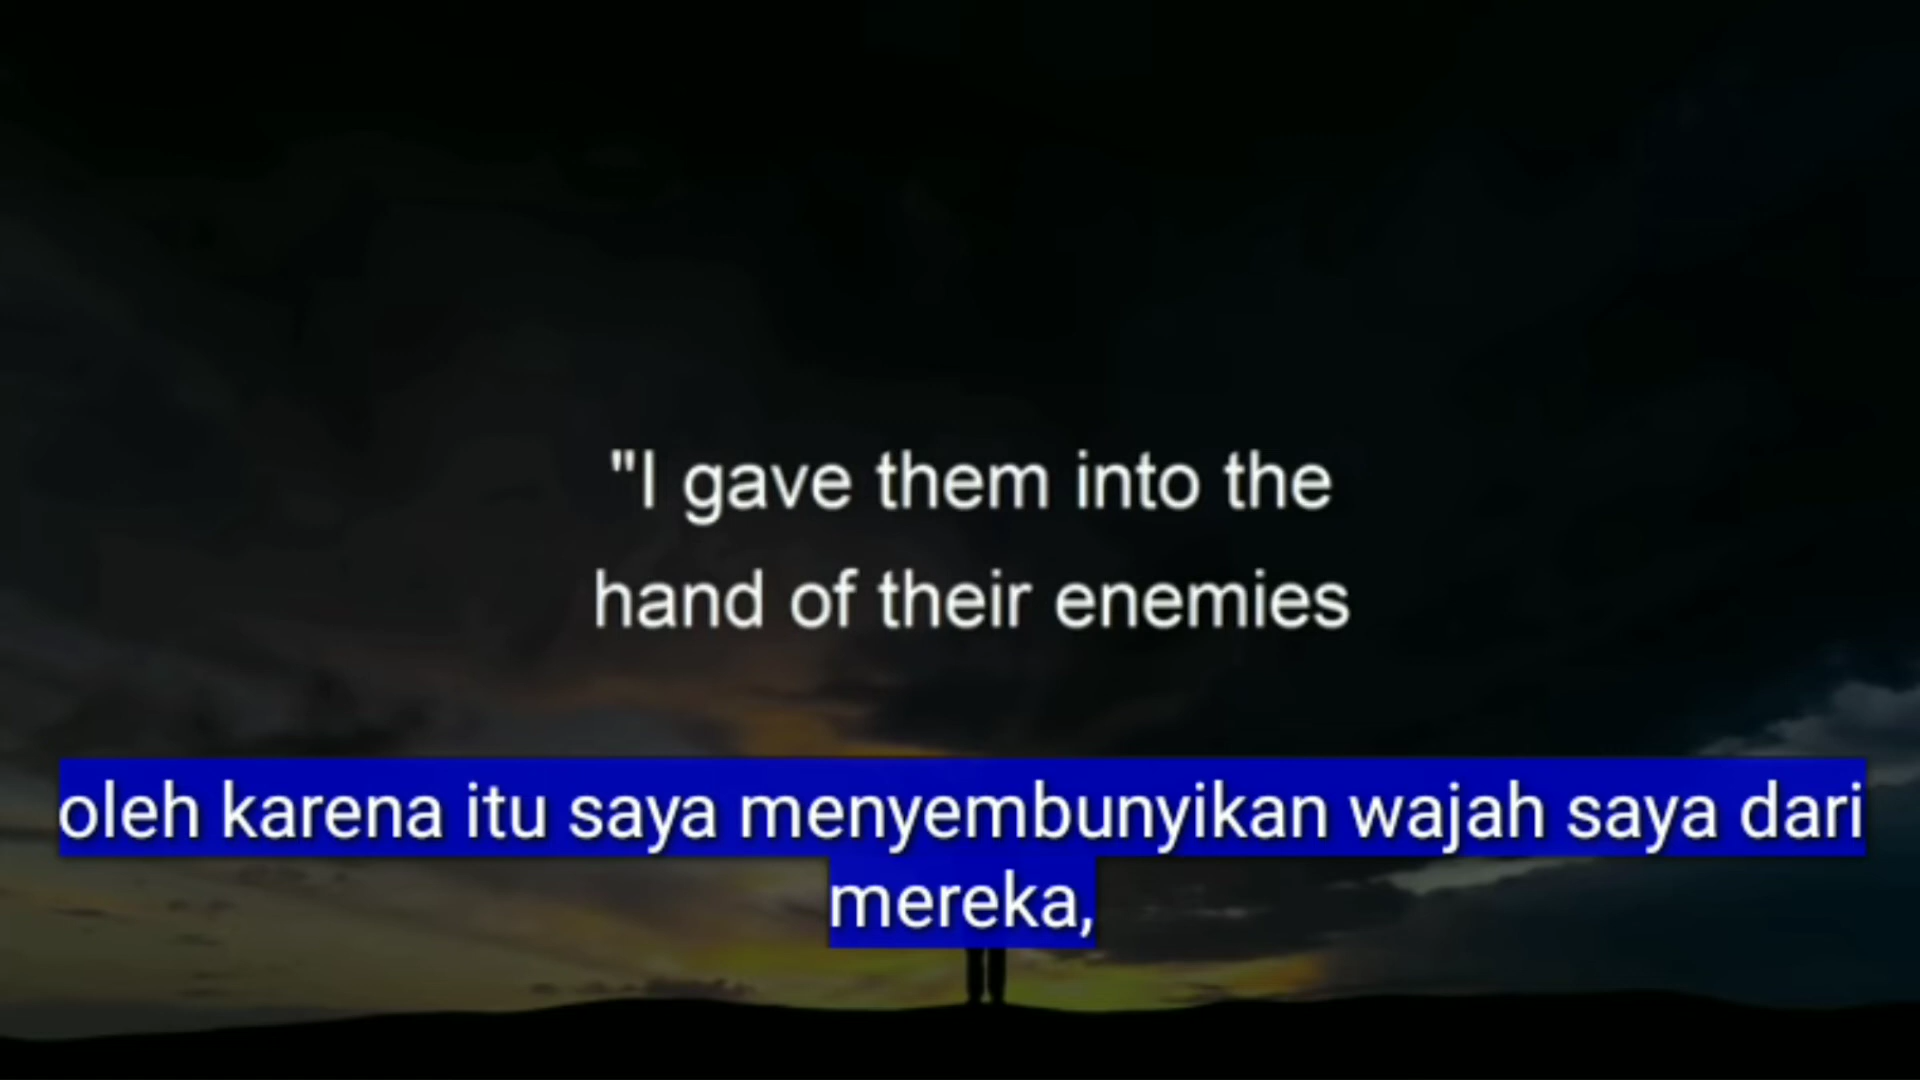 "I gave them into the
hand of their enemies
oleh karena itu saya menyembunyikan wajah saya dari
mereka,